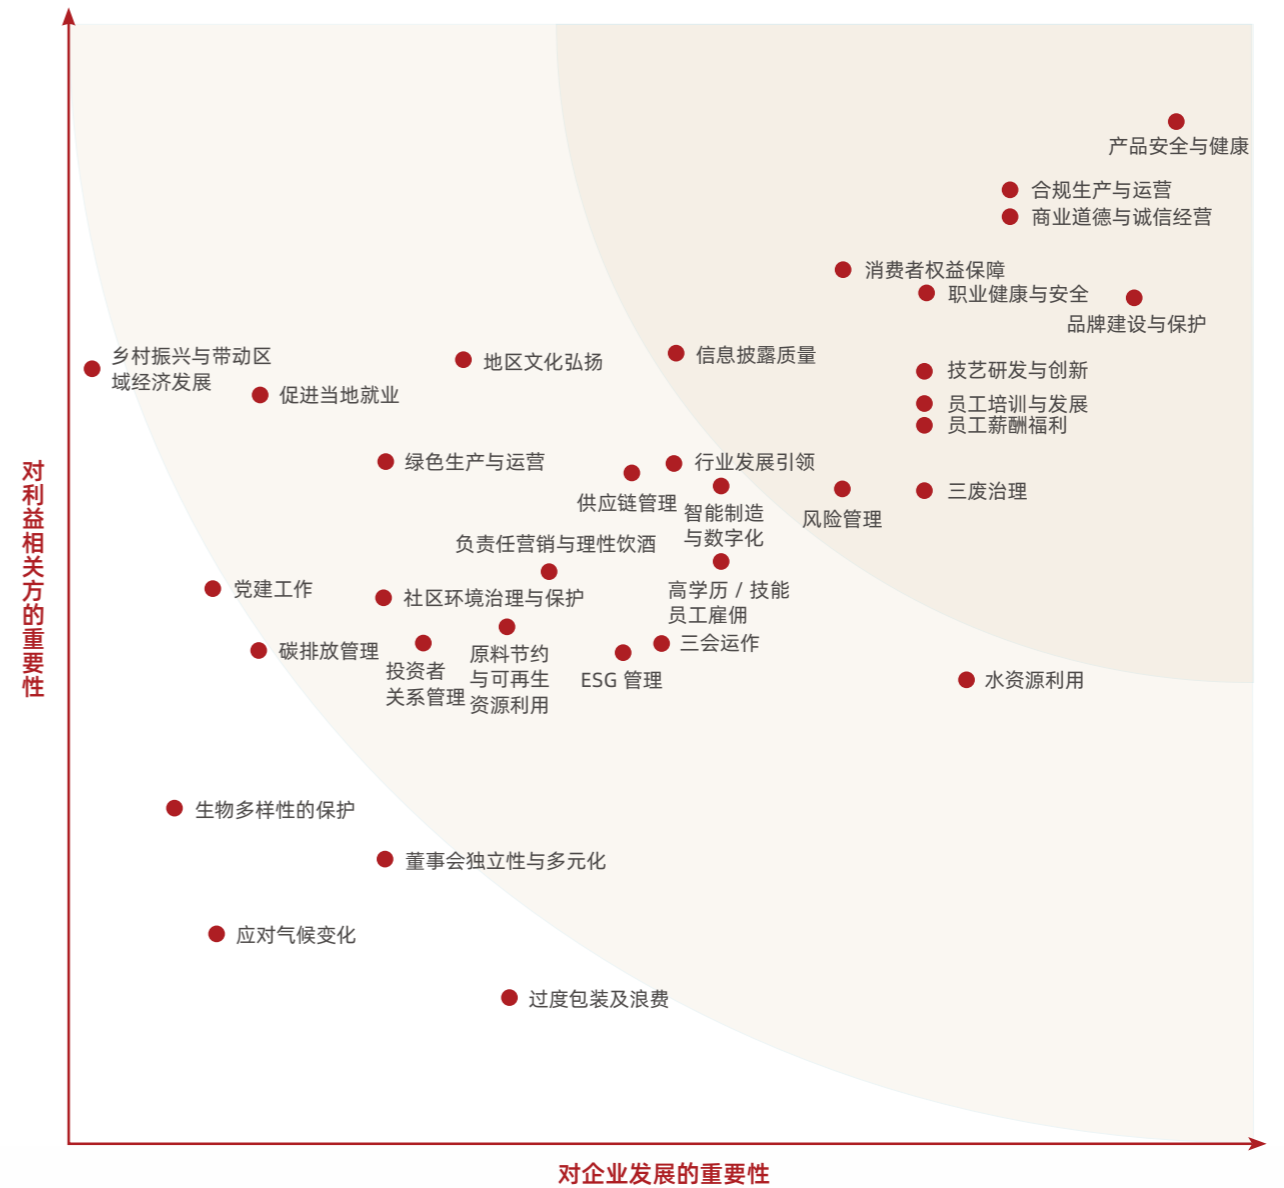 产品安全与健康
合规生产与运营
商业道德与诚信经营
消费者权益保障
职业健康与安全
品牌建设与保护
乡村振兴与带动区
域经济发展
地区文化弘扬
信息披露质量
技艺研发与创新
促进当地就业
员工培训与发展
员工薪酬福利
绿色生产与运营
行业发展引领
供应链管理
智能制造
与数字化
风险管理
三废治理
负责任营销与理性饮酒
党建工作
社区环境治理与保护
高学历 / 技能
员工雇佣
碳排放管理
投资者
关系管理
原料节约
与可再生
资源利用
ESG 管理
三会运作
水资源利用
生物多样性的保护
董事会独立性与多元化
应对气候变化
过度包装及浪费
对利益相关方的重要性
对企业发展的重要性